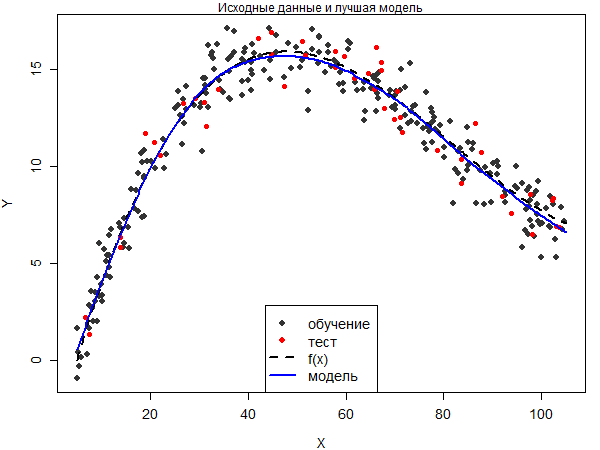 Исходные данные и лучшая модель
Y
15
10
5
0
обучение
тест
f(x)
модель
20 40 60 80 100
X